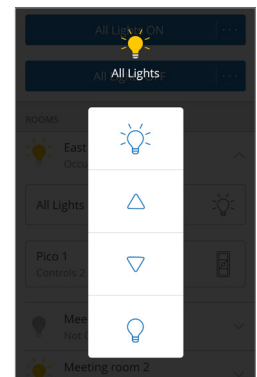 All Lights ON
All Lights
ROOMS
East
Occu
All Lights
Pico 1
Controls 2
Mee
Not
Meeting room 2